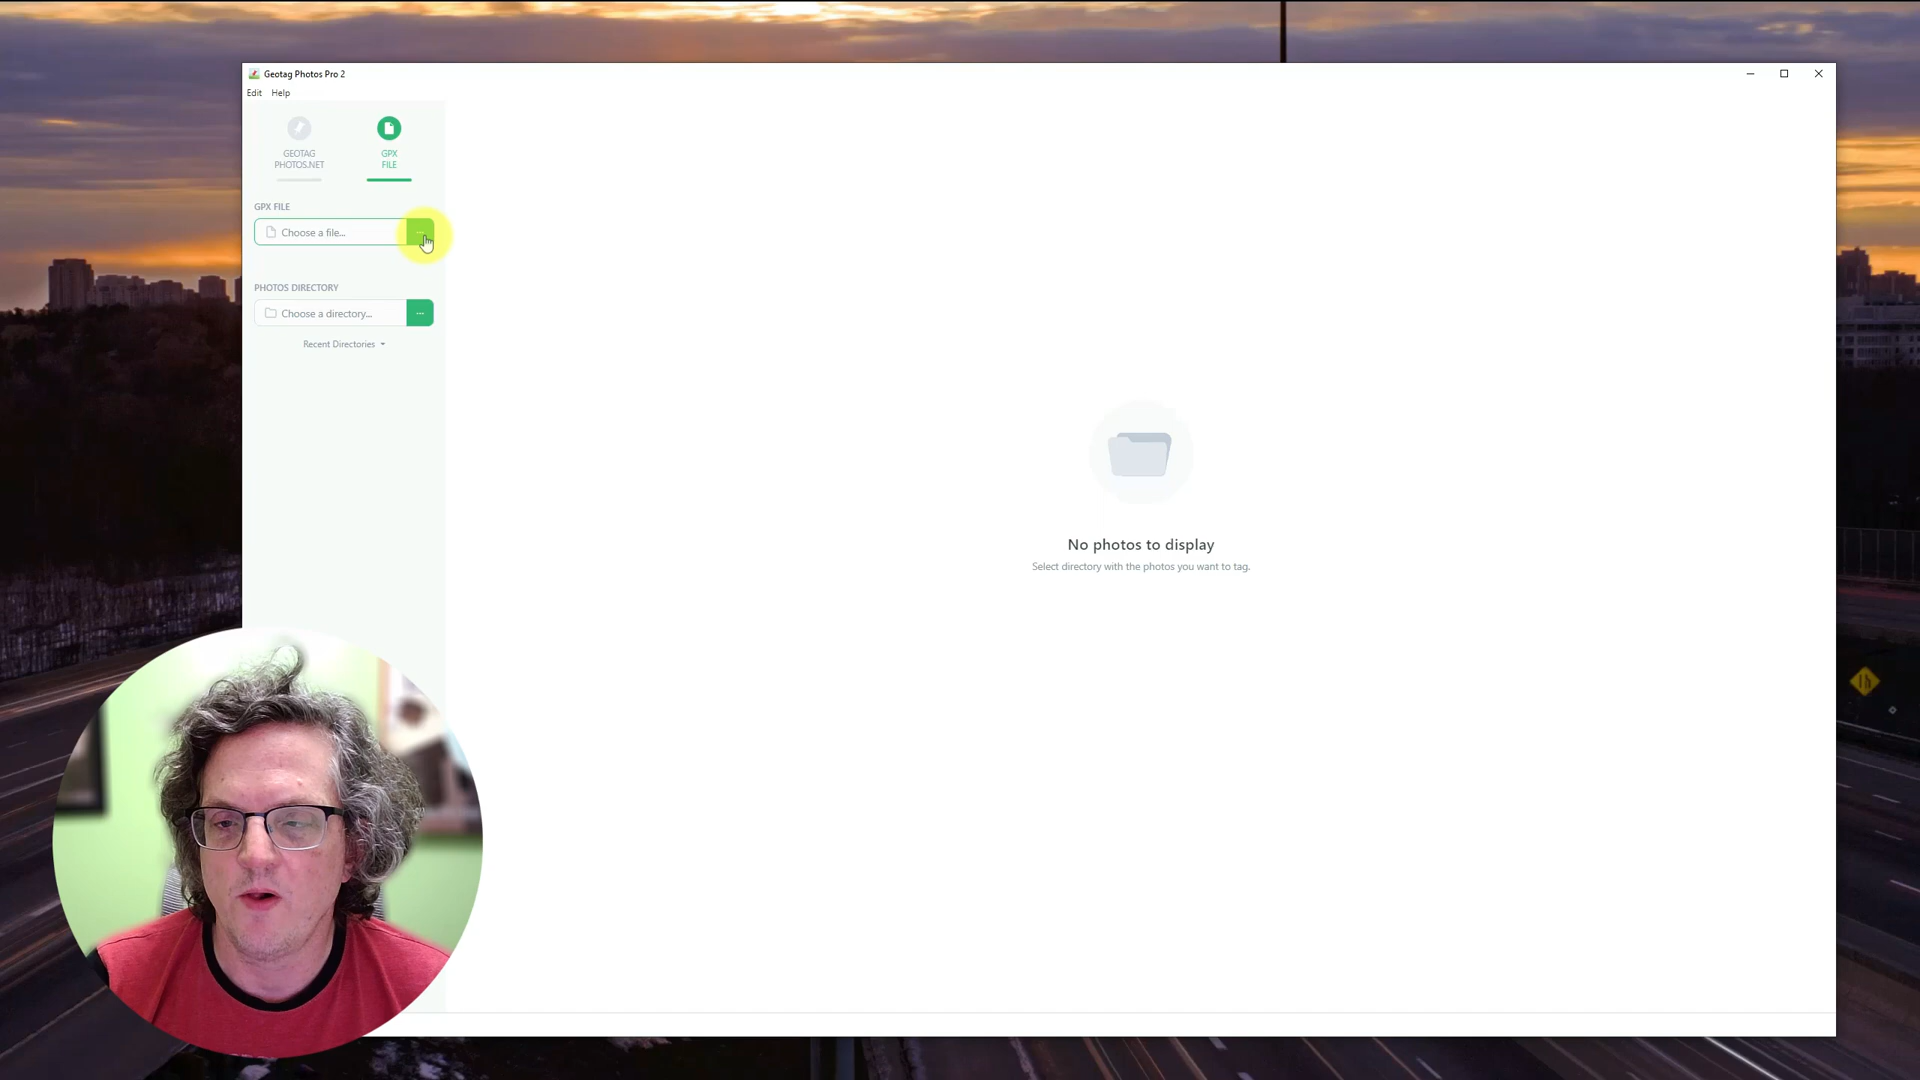 Geotag Photos Pro 2
Edit Help
GEOTAG
PHOTOS.NET
GPX
FILE
GPX FILE
Choose a file...
PHOTOS DIRECTORY
Choose a directory...
Recent Directories
No photos to display
Select directory with the photos you want to tag.